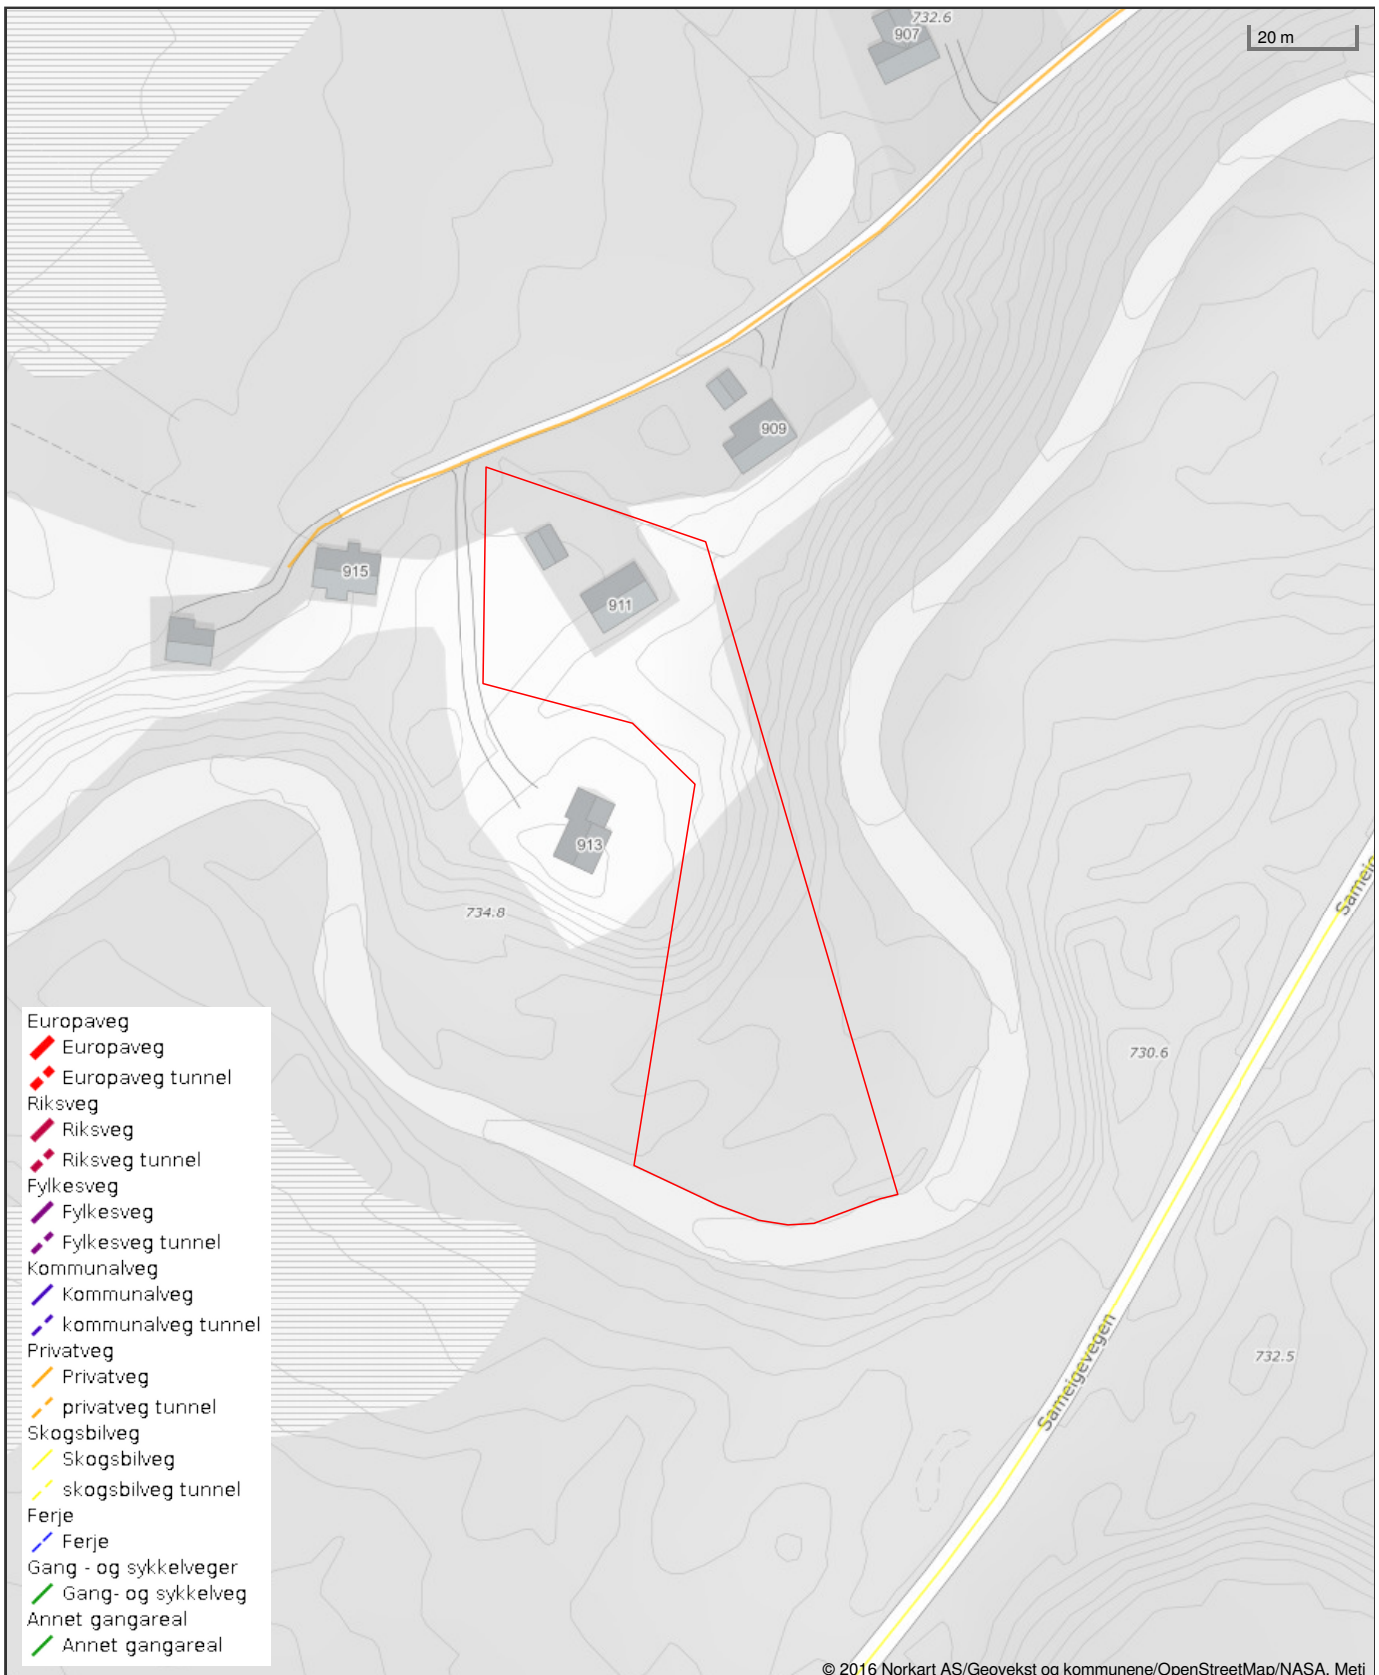 732.6
907
20 m
909
915
911
913
734.8
Sameig
730.6
732.5
Sameigevegen
Europaveg
Europaveg
Europaveg tunnel
Riksveg
Riksveg
Riksveg tunnel
Fylkesveg
Fylkesveg
Fylkesveg tunnel
Kommunalveg
Kommunalveg
kommunalveg tunnel
Privatveg
Privatveg
privatveg tunnel
Skogsbilveg
Skogsbilveg
skogsbilveg tunnel
Ferje
Ferje
Gang - og sykkelveger
Gang- og sykkelveg
Annet gangareal
Annet gangareal
© 2016 Norkart AS/Geovekst og kommunene/OpenStreetMap/NASA, Meti